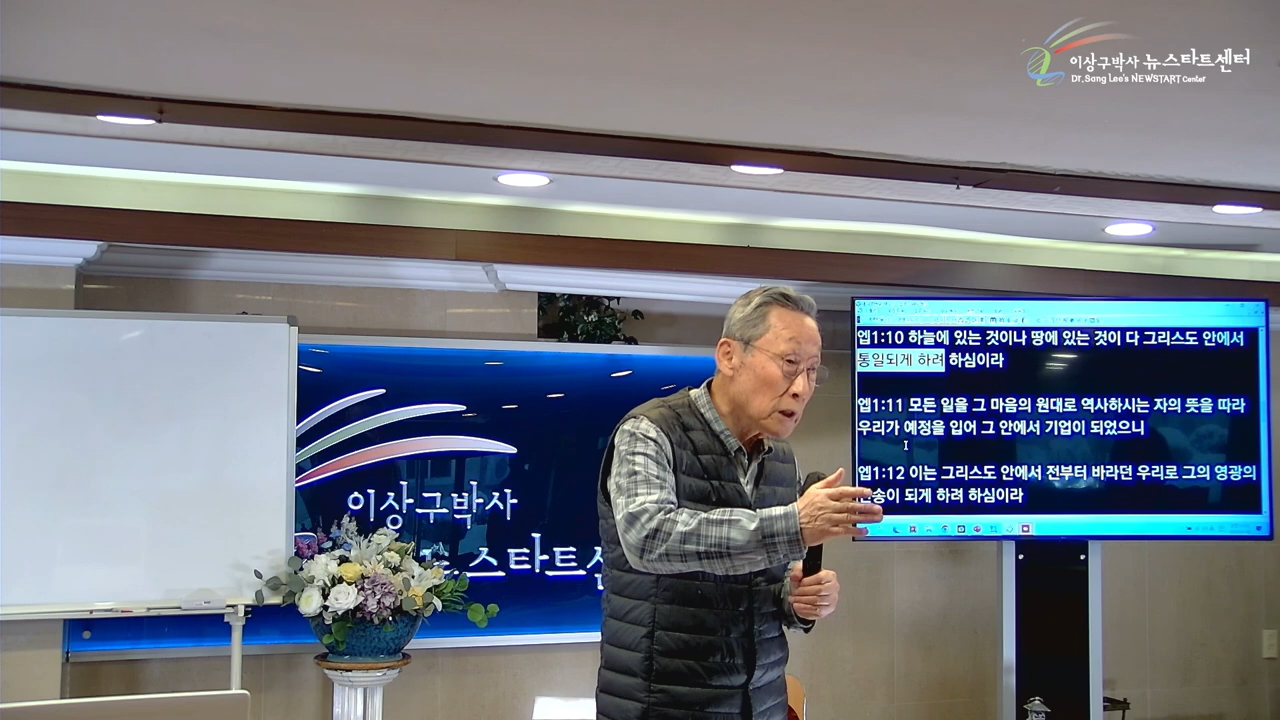 이상구박사 뉴스타트센터
Dr. Sang Lee's NEWSTART Center
엡1:10 하늘에 있는 것이나 땅에 있는 것이 다 그리스도 안에서
통일되게 하려 하심이라
엡1:11 모든 일을 그 마음의 원대로 역사하시는 자의 뜻을 따라
우리가 예정을 입어 그 안에서 기업이 되었으니
엡1:12 이는 그리스도 안에서 전부터 바라던 우리로 그의 영광의
되게 하려 하심이라
이상구박사
스타트